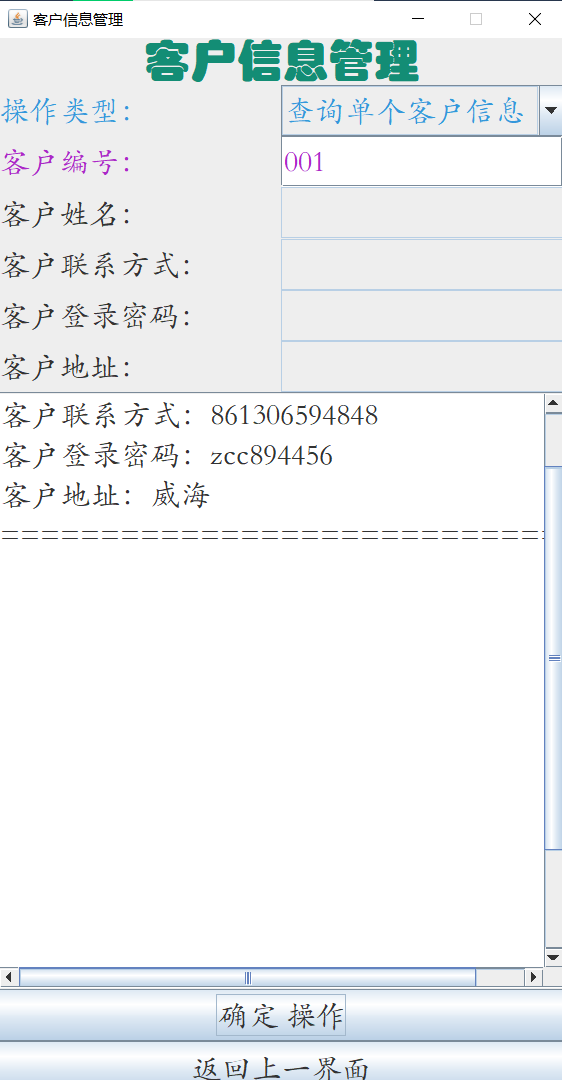 客户信息管理
客户信息管理
操作类型: 查询单个客户信息
客户编号: 001
客户姓名:
客户联系方式:
客户登录密码:
客户地址:
客户联系方式: 861306594848
客户登录密码: zcc894456
客户地址: 威海
============================
确定 操作
返回上一界面